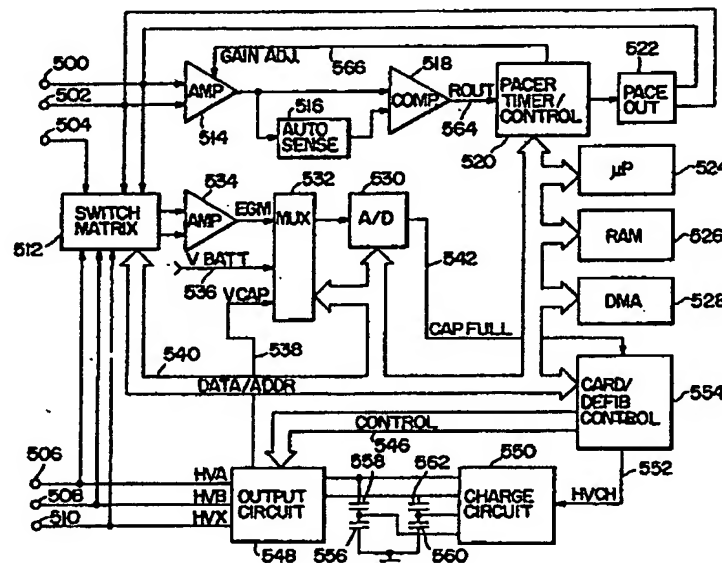 500
502
504
GAIN ADJ.
566
AMP
514
516
AUTO
SENSE
518
COMP
ROUT
564
PACER
TIMER/
CONTROL
520
522
PACE
OUT
524
µP
526
RAM
528
DMA
512
SWITCH
MATRIX
534
AMP
EGM
532
MUX
630
A/D
542
V BATT
536
V CAP
CAP FULL
538
540
DATA/ADDR
CARD/
DEFIB
CONTROL
554
CONTROL
546
552
HVCH
506
508
510
HVA
HVB
HVX
OUTPUT
CIRCUIT
548
558
562
556
560
550
CHARGE
CIRCUIT